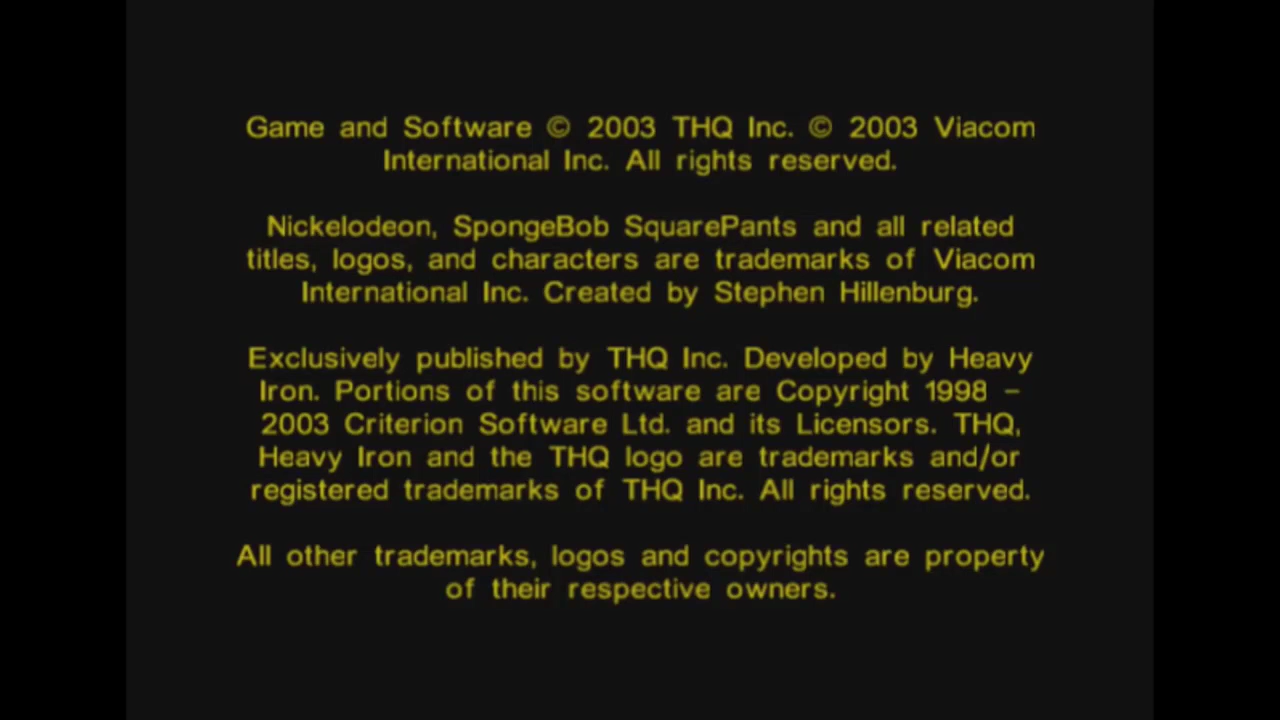 Game and Software © 2003 THQ Inc. © 2003 Viacom
International Inc. All rights reserved.
Nickelodeon, SpongeBob SquarePants and all related
titles, logos, and characters are trademarks of Viacom
International Inc. Created by Stephen Hillenburg.
Exclusively published by THQ Inc. Developed by Heavy
Iron. Portions of this software are Copyright 1998 –
2003 Criterion Software Ltd. and its Licensors. THQ,
Heavy Iron and the THQ logo are trademarks and/or
registered trademarks of THQ Inc. All rights reserved.
All other trademarks, logos and copyrights are property
of their respective owners.